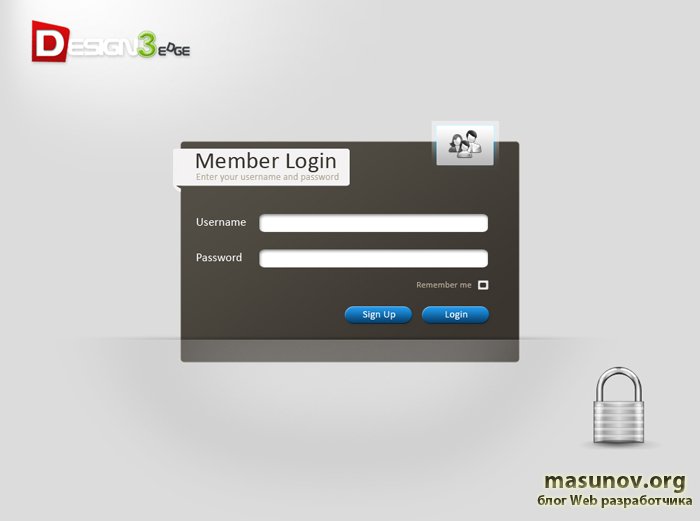 DESIGN3EDGE
Member Login
Enter your username and password
Username
Password
Remember me
Sign Up
Login
masunov.org
блог Web разработчика